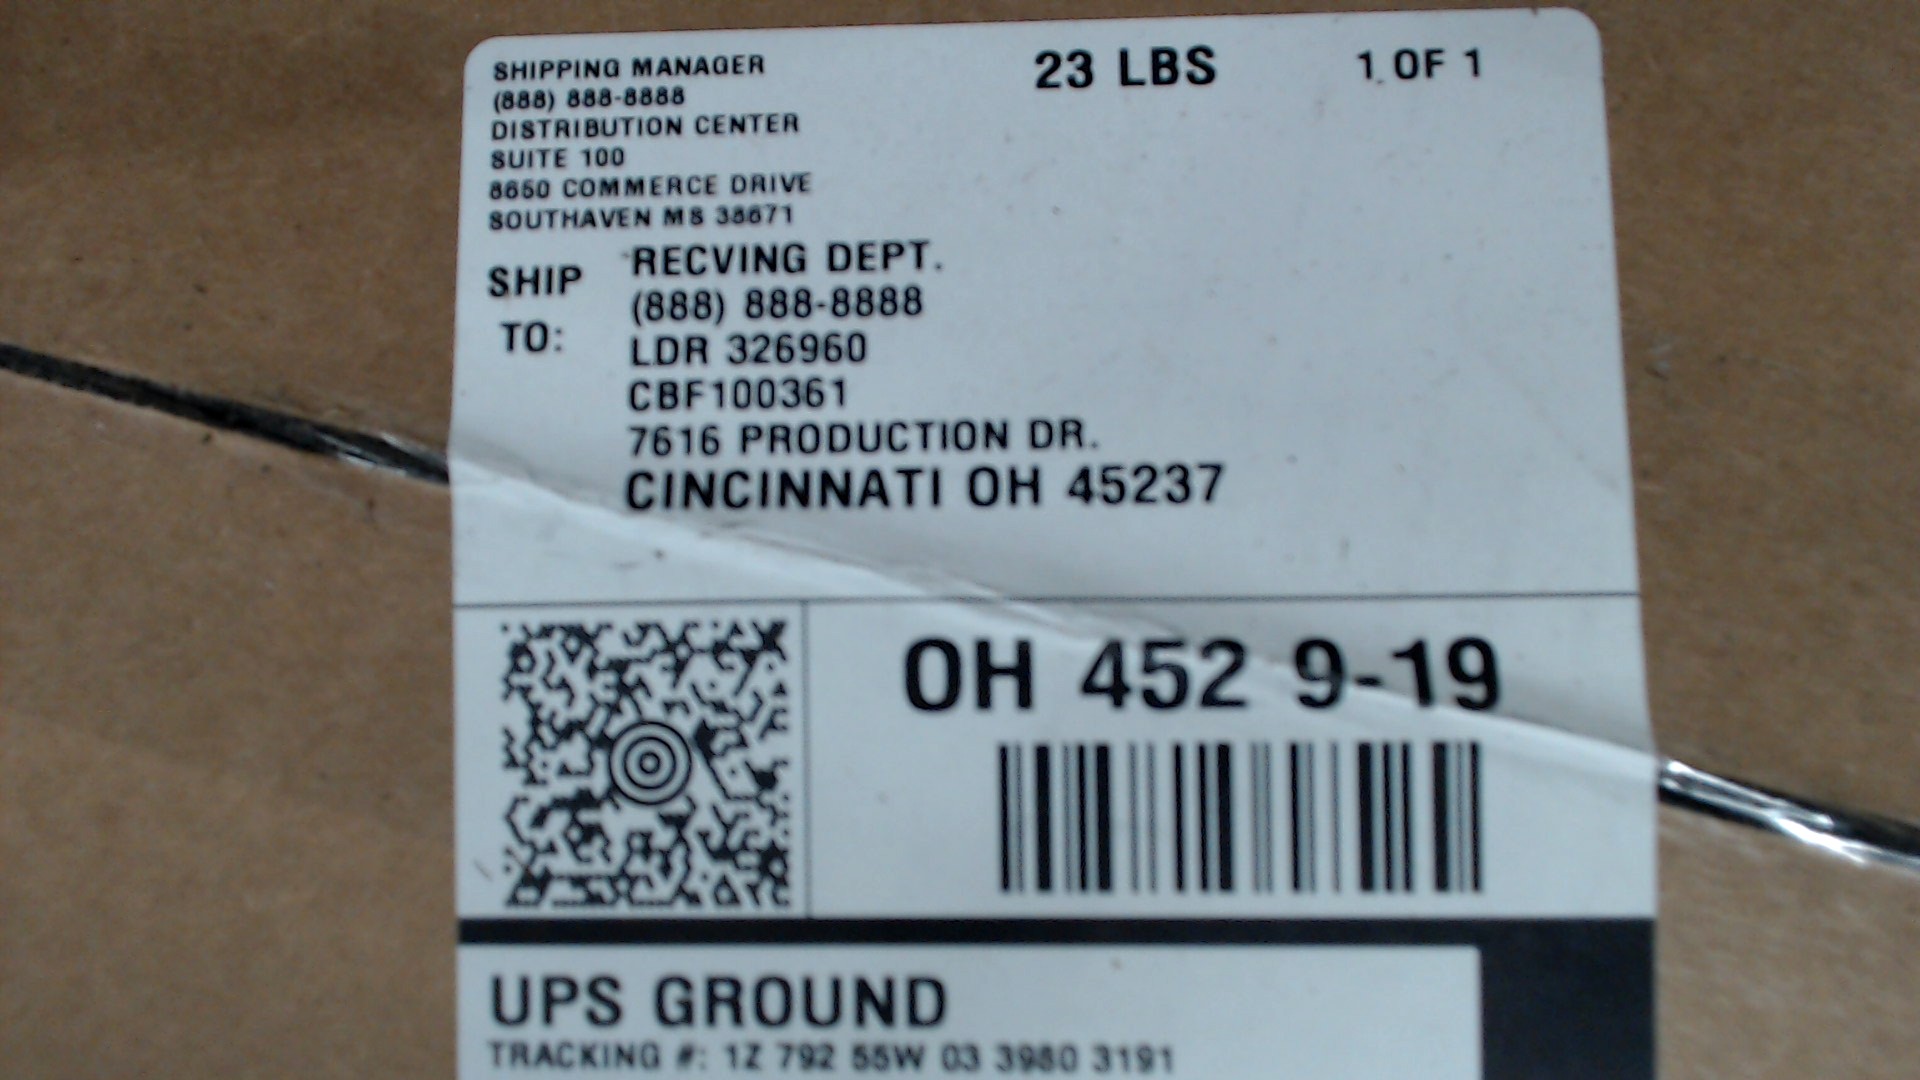 SHIPPING MANAGER
(888) 888-8888
DISTRIBUTION CENTER
SUITE 100
8650 COMMERCE DRIVE
SOUTHAVEN MS 38671
23 LBS
1 OF 1
SHIP TO:
RECVING DEPT.
(888) 888-8888
LDR 326960
CBF100361
7616 PRODUCTION DR.
CINCINNATI OH 45237
OH 452 9-19
UPS GROUND
TRACKING #: 1Z 792 55W 03 3980 3191